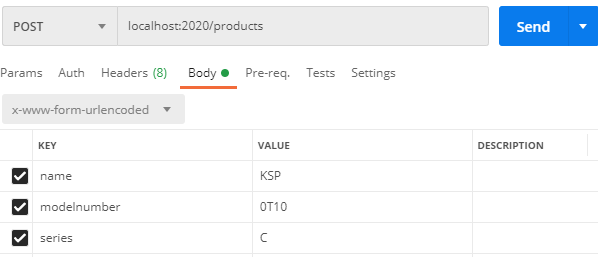 POST localhost:2020/products Send
Params Auth Headers (8) Body Pre-req. Tests Settings
x-www-form-urlencoded
KEY VALUE DESCRIPTION
name KSP
modelnumber 0T10
series C